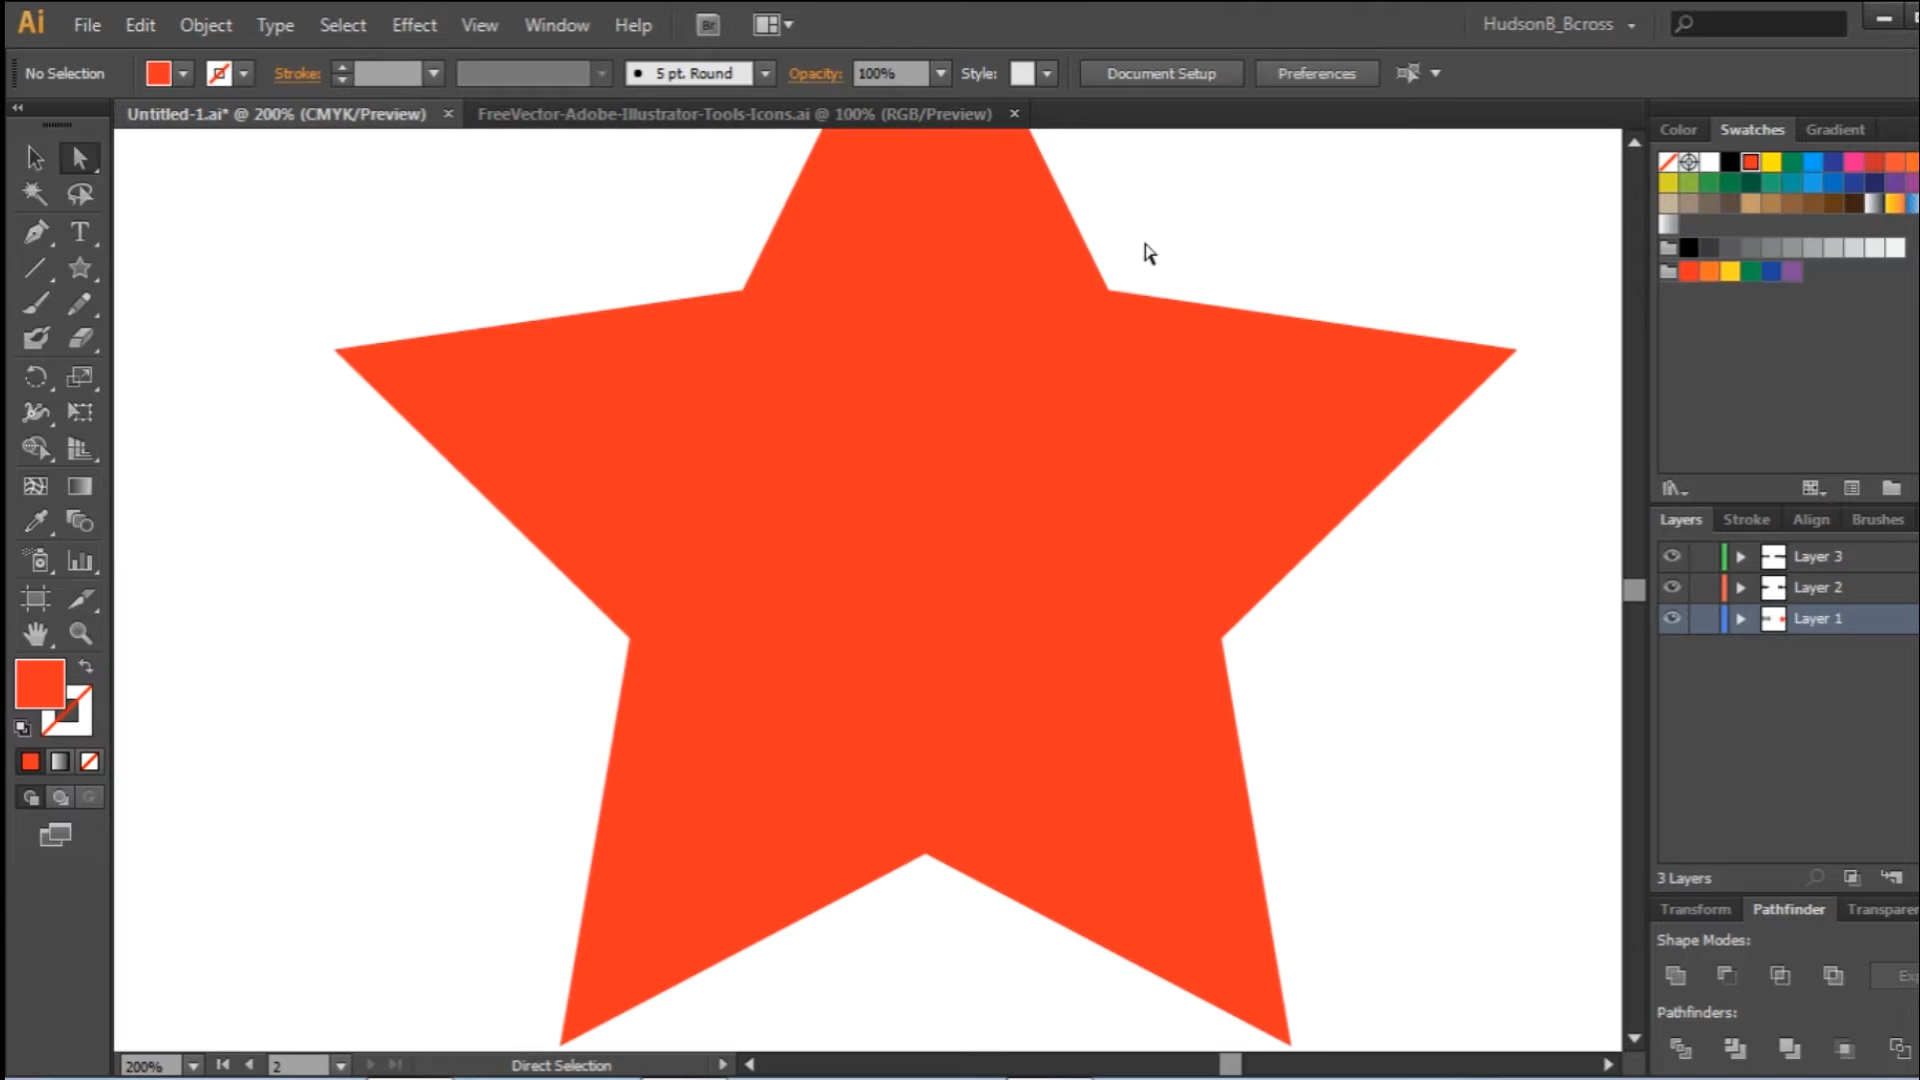 Ai File Edit Object Type Select Effect View Window Help Br HudsonB_Bcross
No Selection Stroke: 5 pt. Round Opacity: 100% Style: Document Setup Preferences
Untitled-1.ai* @ 200% (CMYK/Preview) × FreeVector-Adobe-Illustrator-Tools-Icons.ai @ 100% (RGB/Preview) ×
Color Swatches Gradient
T
Layers Stroke Align Brushes
Layer 3
Layer 2
Layer 1
3 Layers
Transform Pathfinder Transparen
Shape Modes:
Exp
Pathfinders:
200% 2 Direct Selection